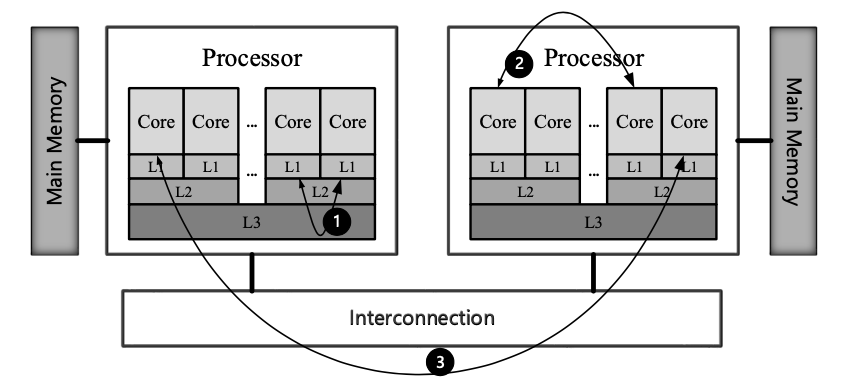 Main Memory
Processor
Core Core ... Core Core
L1 L1 ... L1 L1
L2 L2
L3
1
2
Processor
Core Core ... Core Core
L1 L1 ... L1 L1
L2 L2
L3
Main Memory
Interconnection
3